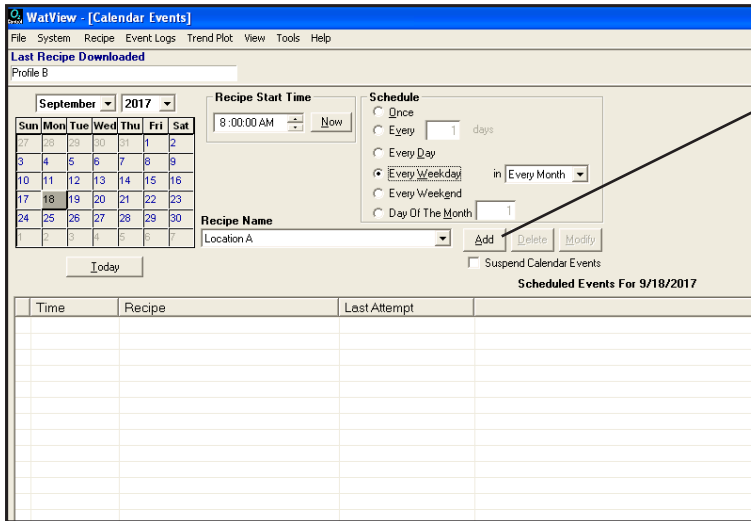 WatView - [Calendar Events]
File System Recipe Event Logs Trend Plot View Tools Help
Last Recipe Downloaded
Profile B
September 2017
Sun Mon Tue Wed Thu Fri Sat
27 28 29 30 31 1 2
3 4 5 6 7 8 9
10 11 12 13 14 15 16
17 18 19 20 21 22 23
24 25 26 27 28 29 30
1 2 3 4 5 6 7
Today
Recipe Start Time
8 :00:00 AM Now
Schedule
Once
Every 1 days
Every Day
Every Weekday in Every Month
Every Weekend
Day Of The Month 1
Recipe Name
Location A
Add Delete Modify
Suspend Calendar Events
Scheduled Events For 9/18/2017
Time Recipe Last Attempt